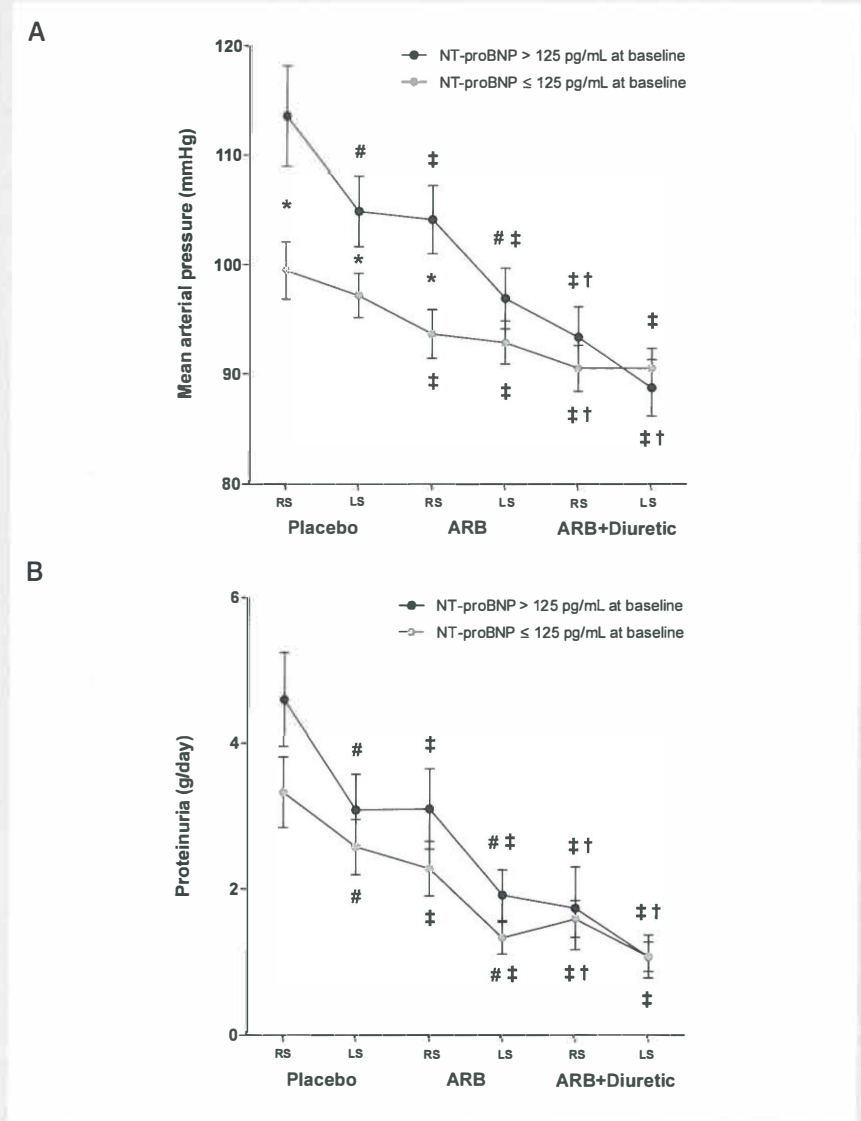 A
120
110
100
90
80
Mean arterial pressure (mmHg)
NT-proBNP > 125 pg/mL at baseline
NT-proBNP ≤ 125 pg/mL at baseline
# ‡
*
* *
# ‡
‡ †
‡
‡
‡
‡ †
‡ †
RS LS RS LS RS LS
Placebo ARB ARB+Diuretic
B
6
4
2
0
Proteinuria (g/day)
NT-proBNP > 125 pg/mL at baseline
NT-proBNP ≤ 125 pg/mL at baseline
# ‡
# ‡
‡ †
‡ †
#
‡
# ‡
‡ †
‡
RS LS RS LS RS LS
Placebo ARB ARB+Diuretic